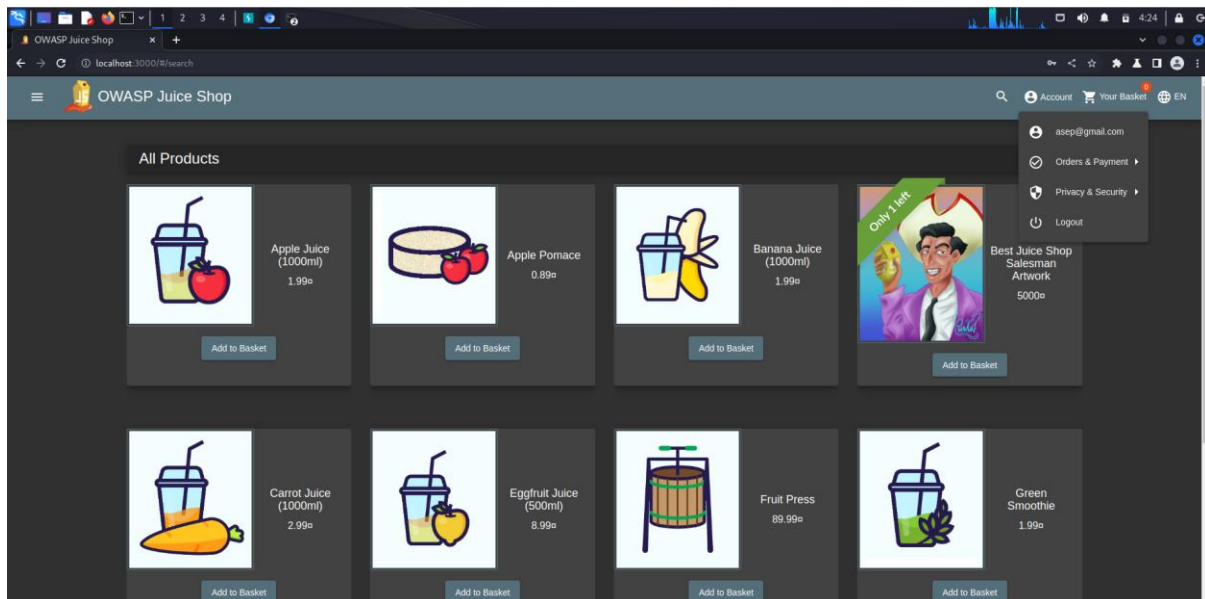 1 2 3 4
4:24
OWASP Juice Shop
localhost:3000/#/search
OWASP Juice Shop
Account
0
Your Basket
EN
asep@gmail.com
Orders & Payment
Privacy & Security
Logout
All Products
Apple Juice
(1000ml)
1.99¤
Add to Basket
Apple Pomace
0.89¤
Add to Basket
Banana Juice
(1000ml)
1.99¤
Add to Basket
Only 1 left
Best Juice Shop
Salesman
Artwork
5000¤
Add to Basket
Carrot Juice
(1000ml)
2.99¤
Add to Basket
Eggfruit Juice
(500ml)
8.99¤
Add to Basket
Fruit Press
89.99¤
Add to Basket
Green
Smoothie
1.99¤
Add to Basket